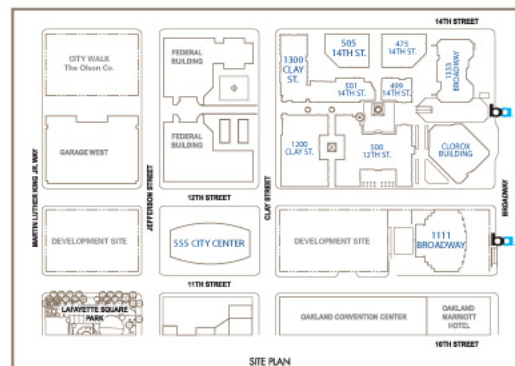 14TH STREET
CITY WALK
The Olson Co.
FEDERAL
BUILDING
1300
CLAY
ST.
505
14TH ST.
475
14TH ST.
1333
BROADWAY
501
14TH ST.
499
14TH ST.
ba
GARAGE WEST
FEDERAL
BUILDING
1200
CLAY ST.
500
12TH ST.
CLOROX
BUILDING
MARTIN LUTHER KING JR. WAY
JEFFERSON STREET
CLAY STREET
BROADWAY
12TH STREET
DEVELOPMENT SITE
555 CITY CENTER
DEVELOPMENT SITE
1111
BROADWAY
ba
11TH STREET
LAFAYETTE SQUARE
PARK
OAKLAND CONVENTION CENTER
OAKLAND
MARRIOTT
HOTEL
10TH STREET
SITE PLAN